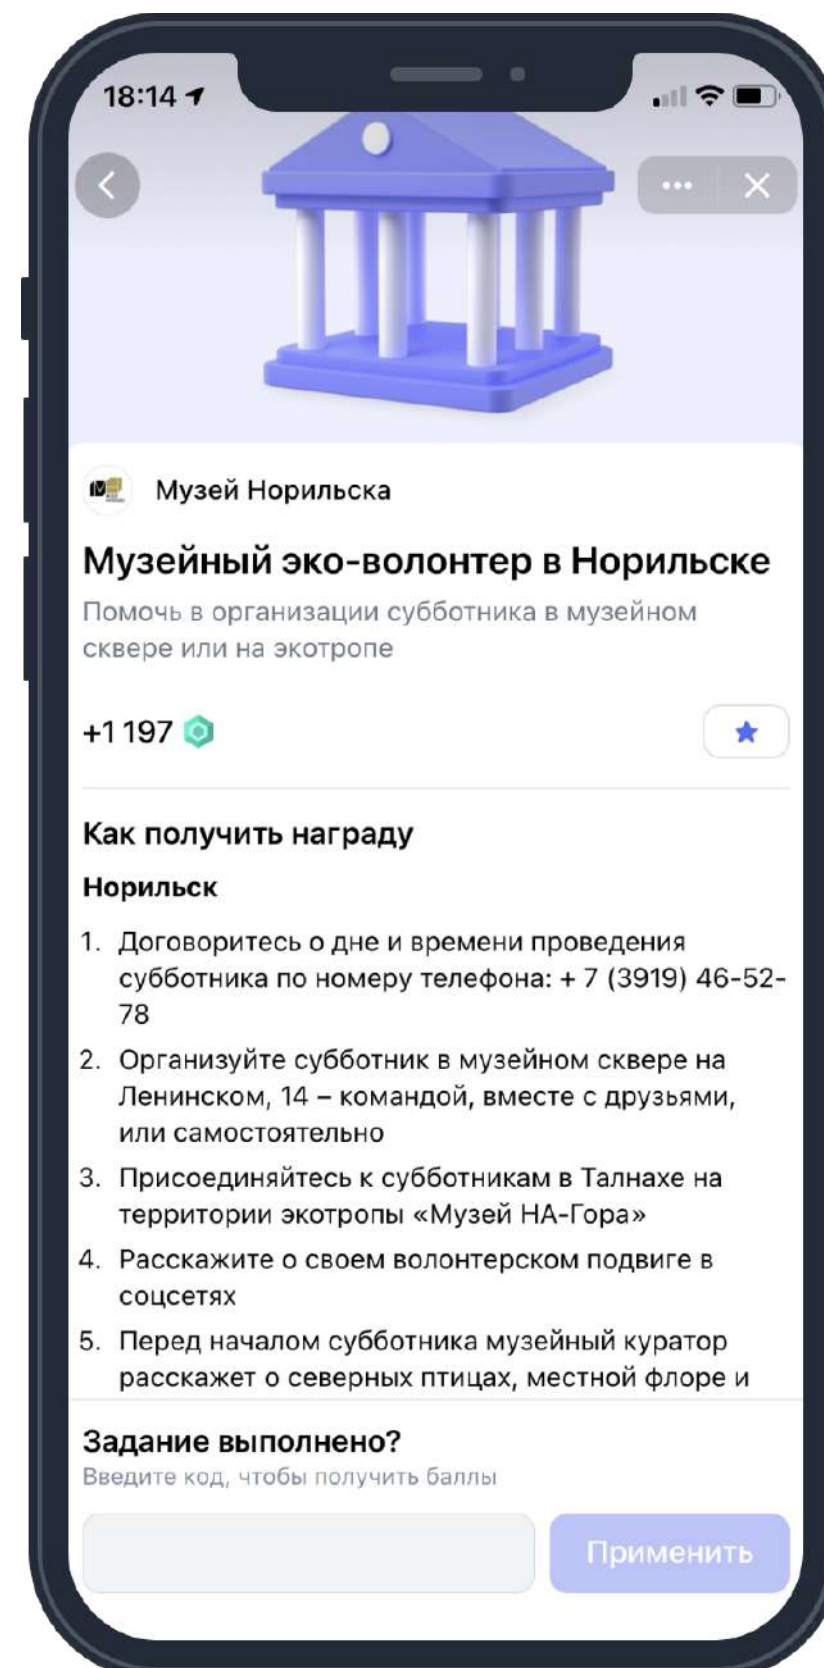 18:14
Музей Норильска
Музейный эко-волонтер в Норильске
Помочь в организации субботника в музейном
сквере или на экотропе
+1 197
Как получить награду
Норильск
1. Договоритесь о дне и времени проведения
субботника по номеру телефона: + 7 (3919) 46-52-
78
2. Организуйте субботник в музейном сквере на
Ленинском, 14 – командой, вместе с друзьями,
или самостоятельно
3. Присоединяйтесь к субботникам в Талнахе на
территории экотропы «Музей НА-Гора»
4. Расскажите о своем волонтерском подвиге в
соцсетях
5. Перед началом субботника музейный куратор
расскажет о северных птицах, местной флоре и
Задание выполнено?
Введите код, чтобы получить баллы
Применить